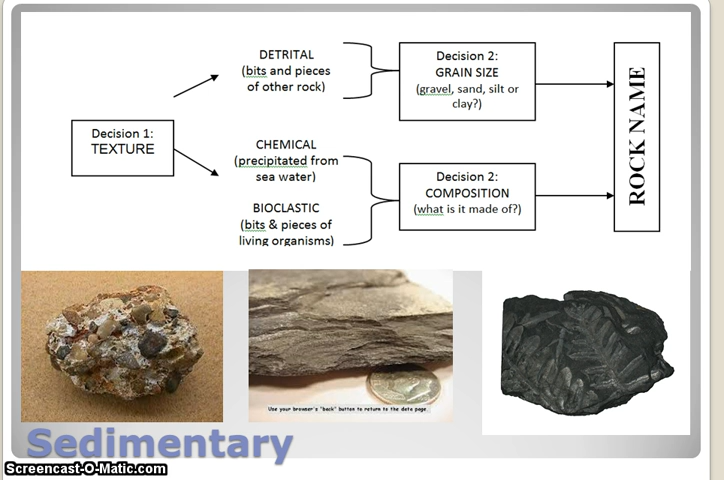 DETRITAL
(bits and pieces
of other rock)
Decision 2:
GRAIN SIZE
(gravel, sand, silt or
clay?)
Decision 1:
TEXTURE
CHEMICAL
(precipitated from
sea water)
BIOCLASTIC
(bits & pieces of
living organisms)
Decision 2:
COMPOSITION
(what is it made of?)
ROCK NAME
Use your browser's "back" button to return to the data page.
Sedimentary
Screencast-O-Matic.com